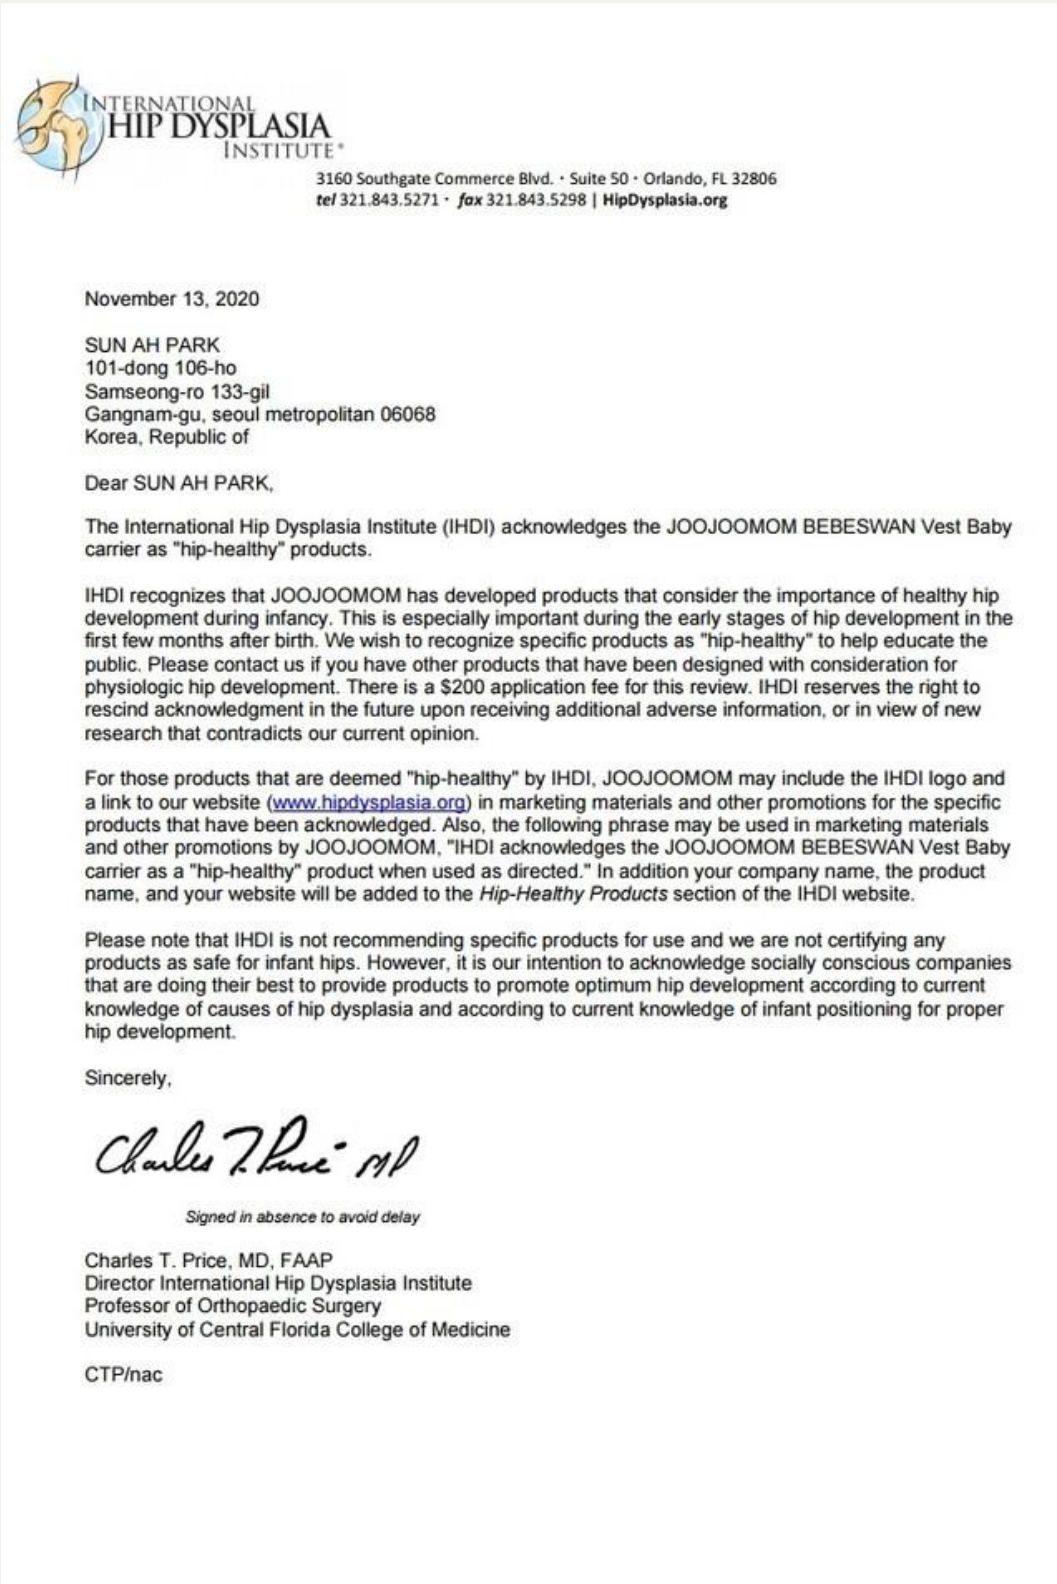 INTERNATIONAL
HIP DYSPLASIA
INSTITUTE®
3160 Southgate Commerce Blvd. · Suite 50 · Orlando, FL 32806
tel 321.843.5271 · fax 321.843.5298 | HipDysplasia.org
November 13, 2020
SUN AH PARK
101-dong 106-ho
Samseong-ro 133-gil
Gangnam-gu, seoul metropolitan 06068
Korea, Republic of
Dear SUN AH PARK,
The International Hip Dysplasia Institute (IHDI) acknowledges the JOOJOOMOM BEBESWAN Vest Baby
carrier as "hip-healthy" products.
IHDI recognizes that JOOJOOMOM has developed products that consider the importance of healthy hip
development during infancy. This is especially important during the early stages of hip development in the
first few months after birth. We wish to recognize specific products as "hip-healthy" to help educate the
public. Please contact us if you have other products that have been designed with consideration for
physiologic hip development. There is a $200 application fee for this review. IHDI reserves the right to
rescind acknowledgment in the future upon receiving additional adverse information, or in view of new
research that contradicts our current opinion.
For those products that are deemed "hip-healthy" by IHDI, JOOJOOMOM may include the IHDI logo and
a link to our website (www.hipdysplasia.org) in marketing materials and other promotions for the specific
products that have been acknowledged. Also, the following phrase may be used in marketing materials
and other promotions by JOOJOOMOM, "IHDI acknowledges the JOOJOOMOM BEBESWAN Vest Baby
carrier as a "hip-healthy" product when used as directed." In addition your company name, the product
name, and your website will be added to the Hip-Healthy Products section of the IHDI website.
Please note that IHDI is not recommending specific products for use and we are not certifying any
products as safe for infant hips. However, it is our intention to acknowledge socially conscious companies
that are doing their best to provide products to promote optimum hip development according to current
knowledge of causes of hip dysplasia and according to current knowledge of infant positioning for proper
hip development.
Sincerely,
Charles T. Price MD
Signed in absence to avoid delay
Charles T. Price, MD, FAAP
Director International Hip Dysplasia Institute
Professor of Orthopaedic Surgery
University of Central Florida College of Medicine
CTP/nac